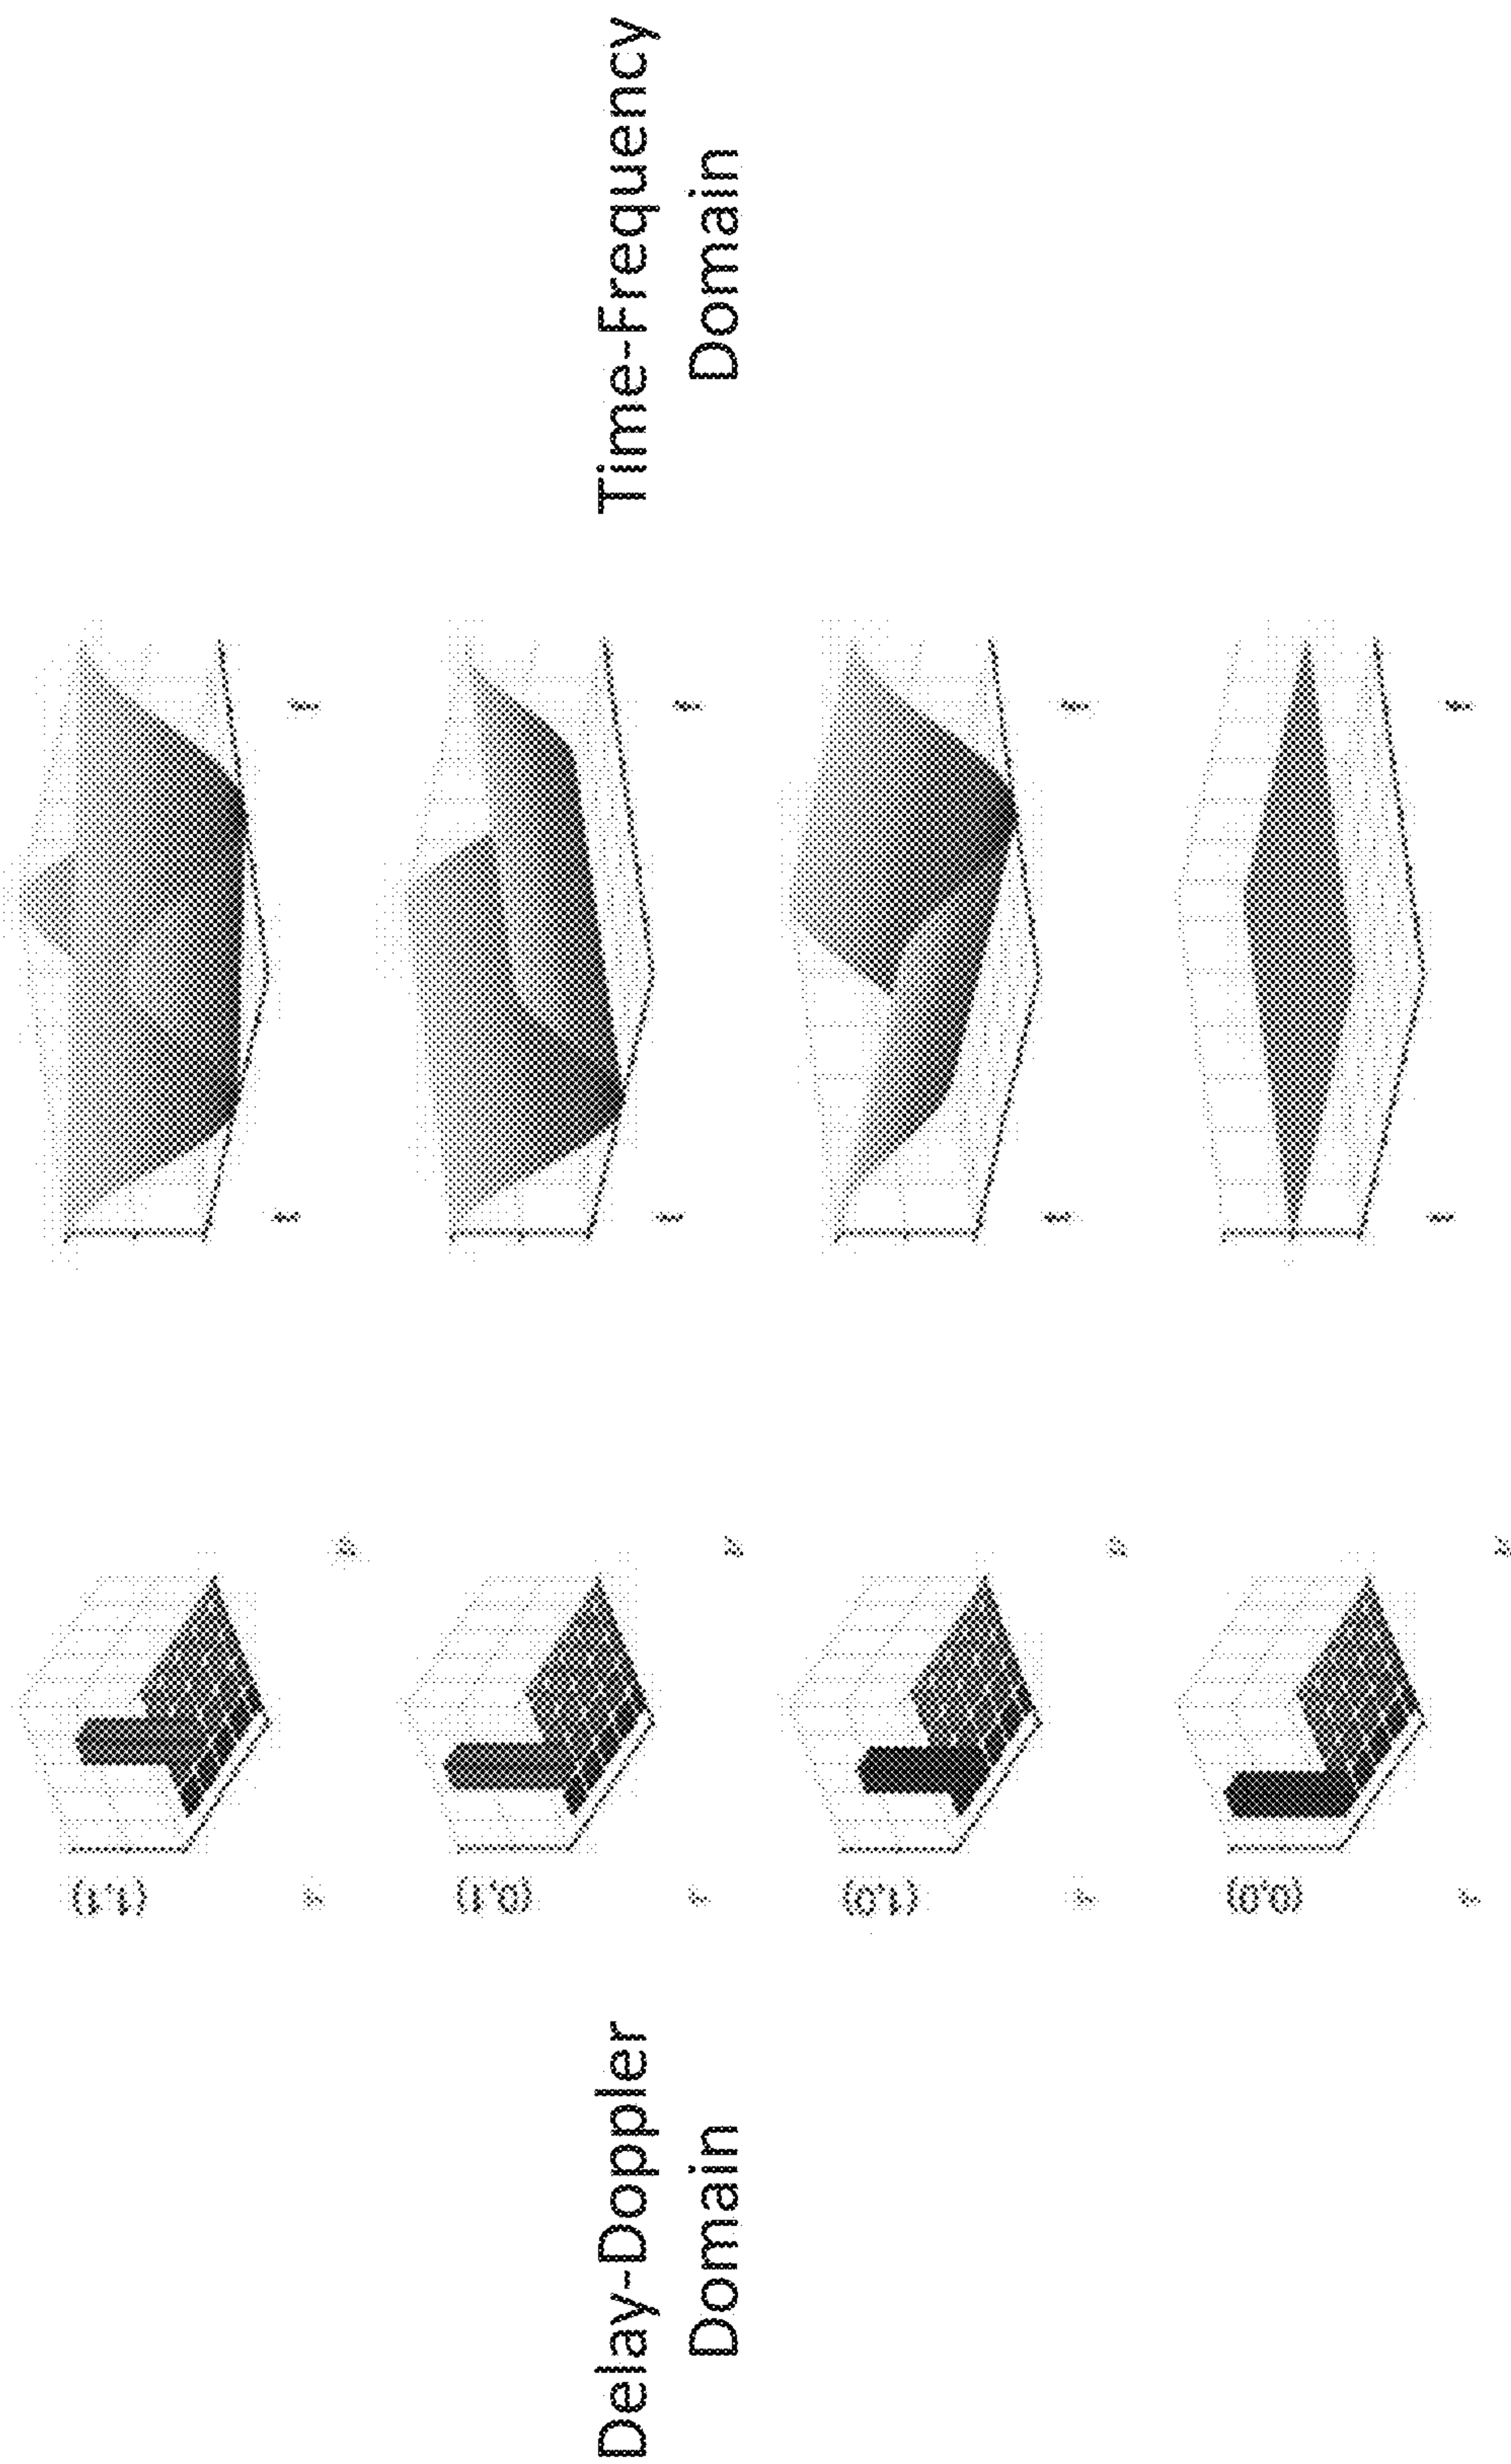 Time-Frequency
Domain
(1,1)
(0,1)
(1,0)
(0,0)
Delay-Doppler
Domain